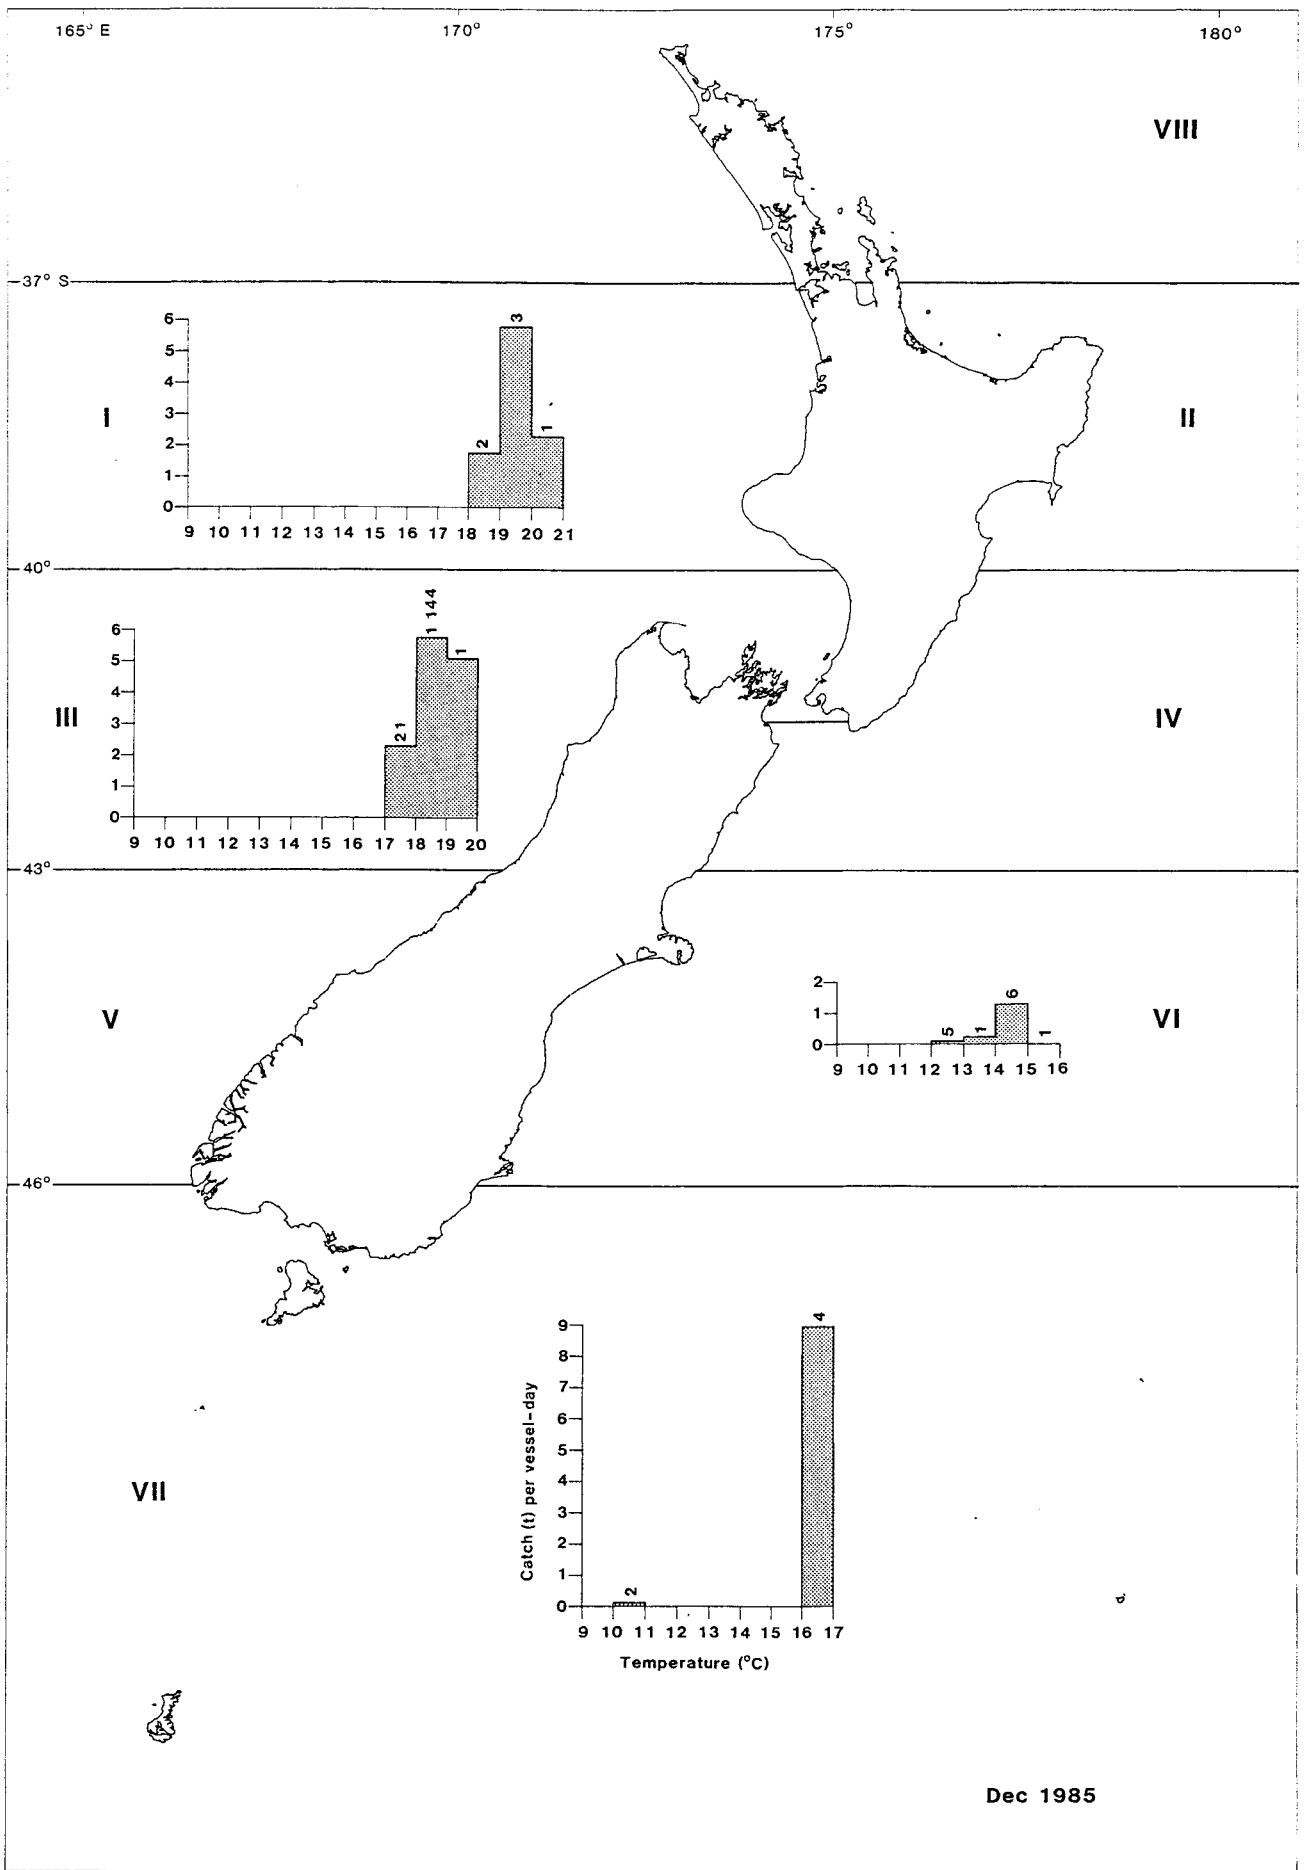 165° E 170° 175° 180°
VIII
37° S
6
5
4
3
2
1
0
2 3 1
9 10 11 12 13 14 15 16 17 18 19 20 21
I
II
40°
6
5
4
3
2
1
0
21 1 144 1
9 10 11 12 13 14 15 16 17 18 19 20
III
IV
43°
V
2
1
0
5 1 6 1
9 10 11 12 13 14 15 16
VI
46°
VII
Catch (t) per vessel-day
9
8
7
6
5
4
3
2
1
0
2 4
9 10 11 12 13 14 15 16 17
Temperature (°C)
Dec 1985